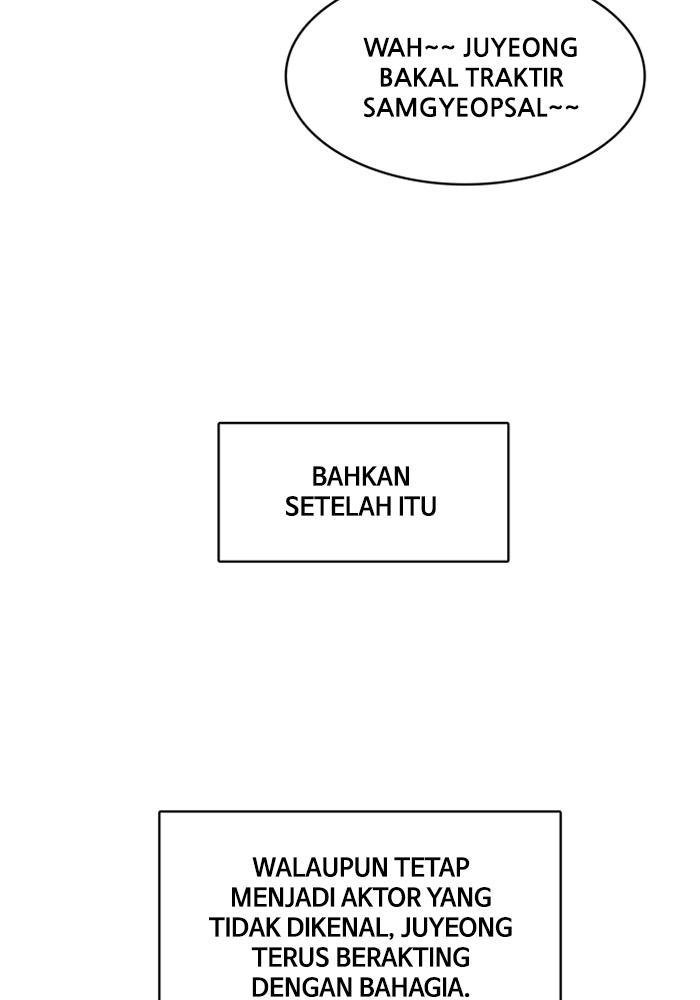 WAH~~ JUYEONG
BAKAL TRAKTIR
SAMGYEOPSAL~~
BAHKAN
SETELAH ITU
WALAUPUN TETAP
MENJADI AKTOR YANG
TIDAK DIKENAL, JUYEONG
TERUS BERAKTING
DENGAN BAHAGIA.